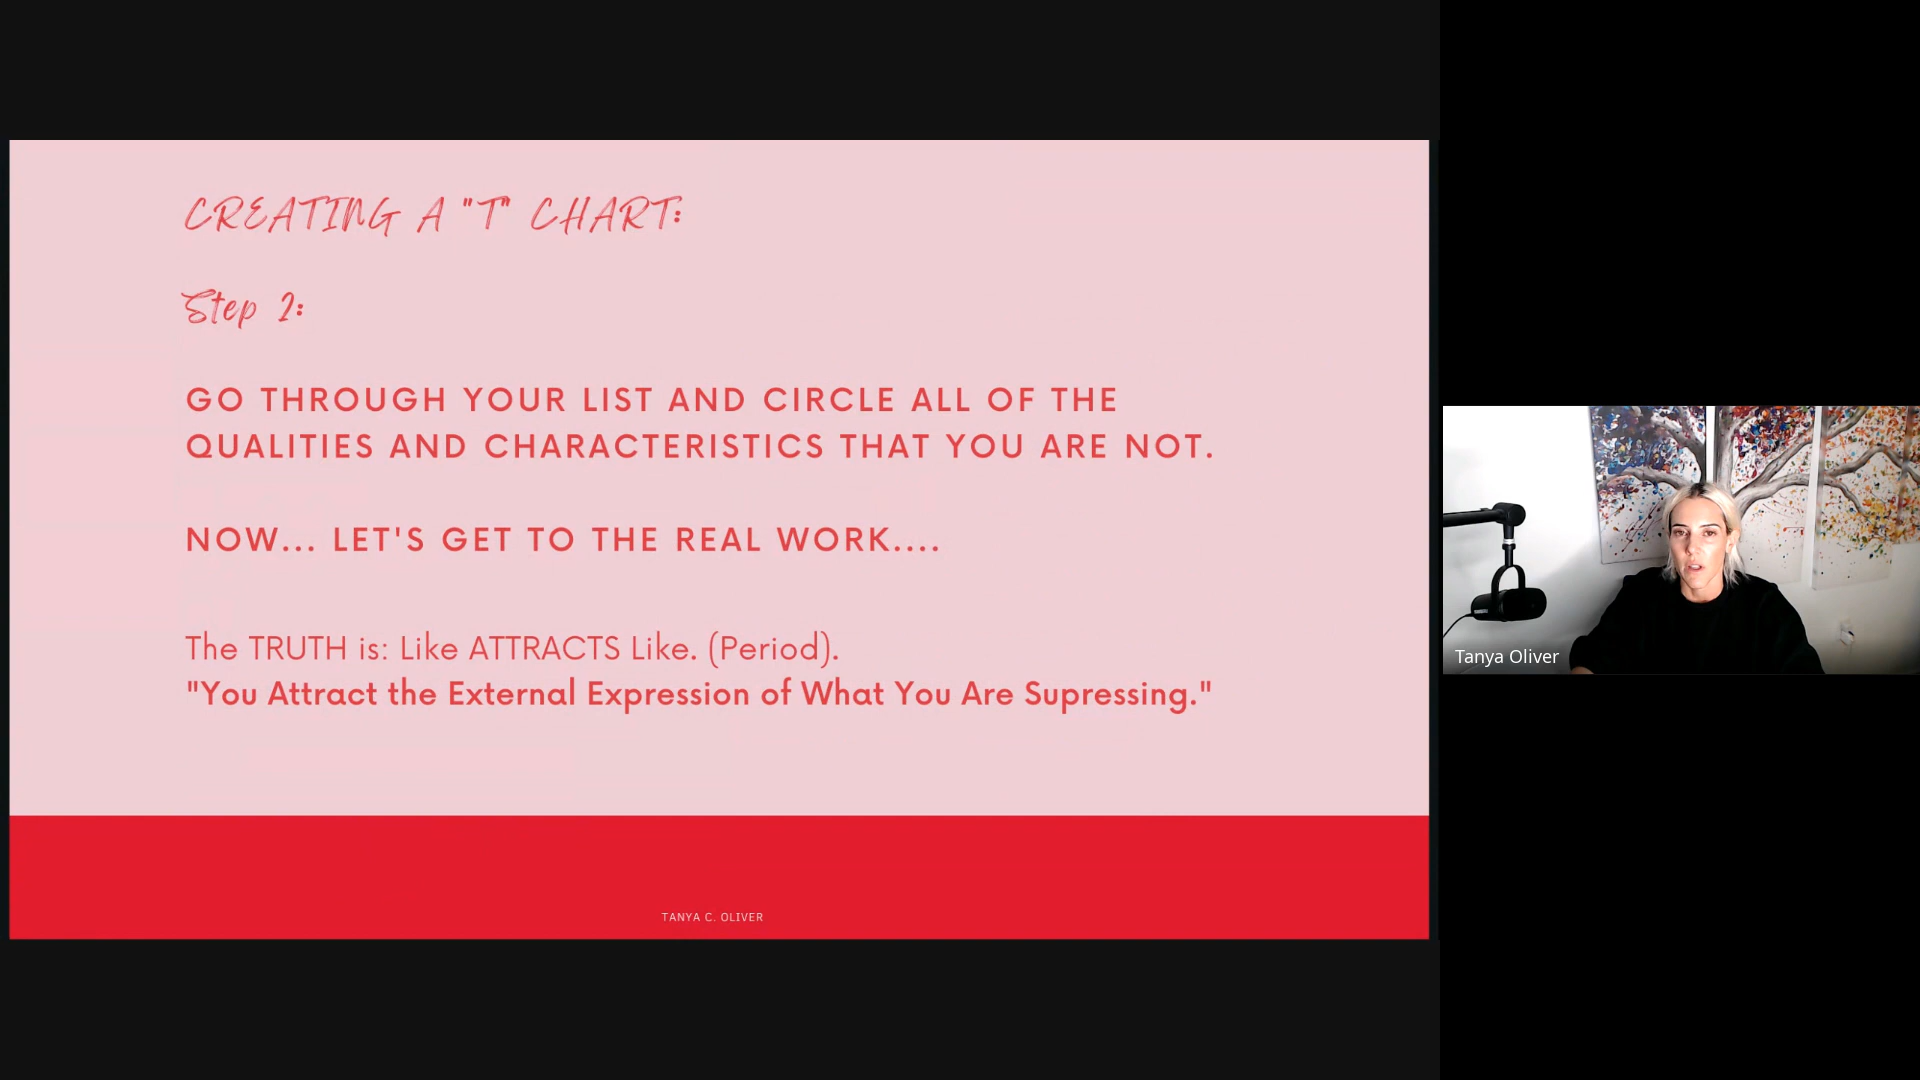 CREATING A "T" CHART:
Step 2:
GO THROUGH YOUR LIST AND CIRCLE ALL OF THE
QUALITIES AND CHARACTERISTICS THAT YOU ARE NOT.
NOW... LET'S GET TO THE REAL WORK....
The TRUTH is: Like ATTRACTS Like. (Period).
"You Attract the External Expression of What You Are Supressing."
TANYA C. OLIVER
Tanya Oliver